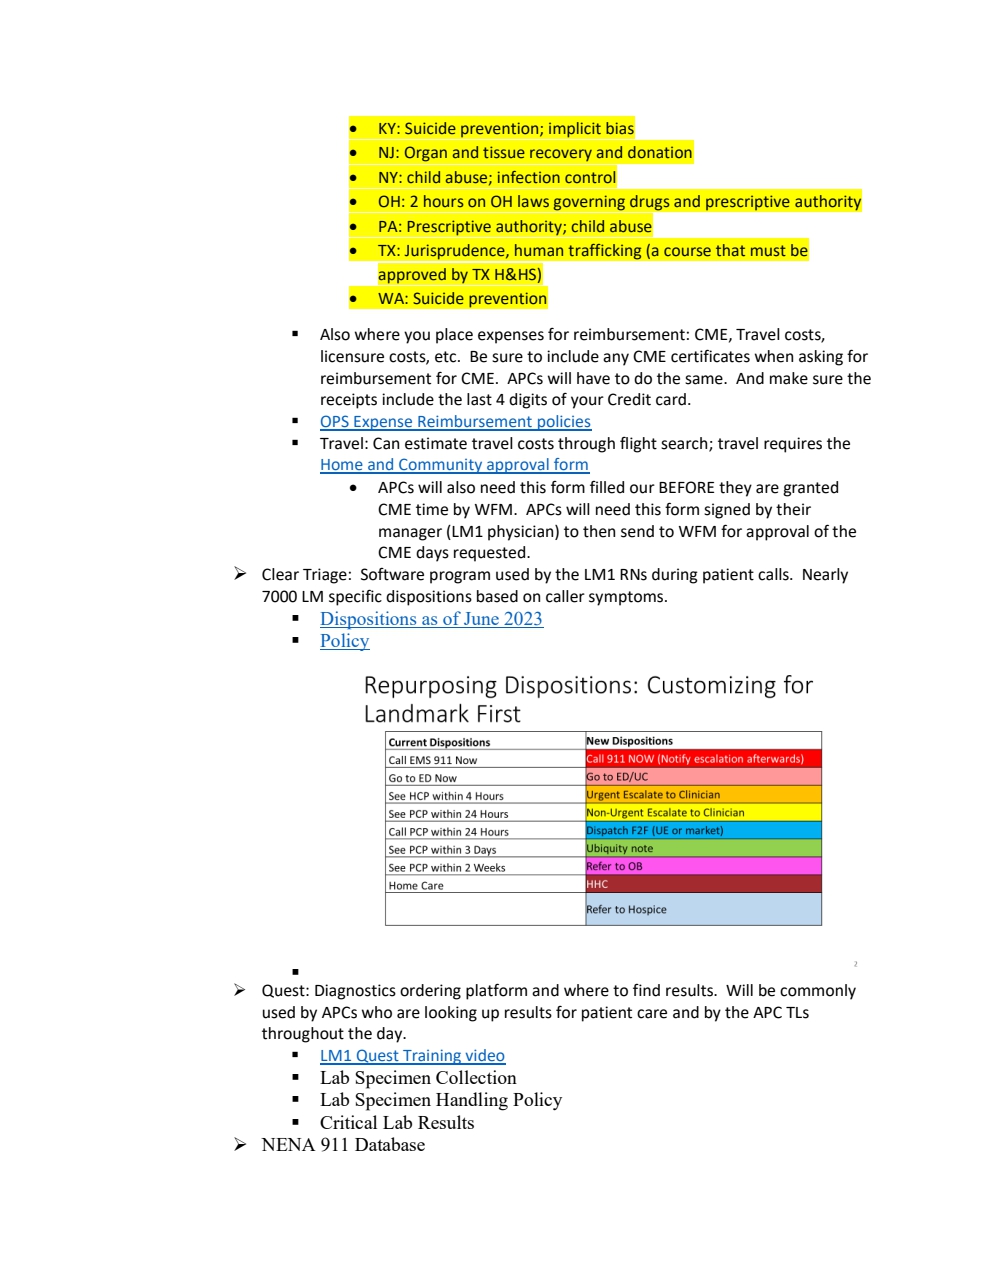 • KY: Suicide prevention; implicit bias
• NJ: Organ and tissue recovery and donation
• NY: child abuse; infection control
• OH: 2 hours on OH laws governing drugs and prescriptive authority
• PA: Prescriptive authority; child abuse
• TX: Jurisprudence, human trafficking (a course that must be
approved by TX H&HS)
• WA: Suicide prevention
▪ Also where you place expenses for reimbursement: CME, Travel costs,
licensure costs, etc.  Be sure to include any CME certificates when asking for
reimbursement for CME.  APCs will have to do the same.  And make sure the
receipts include the last 4 digits of your Credit card.
▪ OPS Expense Reimbursement policies
▪ Travel: Can estimate travel costs through flight search; travel requires the
Home and Community approval form
• APCs will also need this form filled our BEFORE they are granted
CME time by WFM.  APCs will need this form signed by their
manager (LM1 physician) to then send to WFM for approval of the
CME days requested.
➢ Clear Triage:  Software program used by the LM1 RNs during patient calls.  Nearly
7000 LM specific dispositions based on caller symptoms.
▪ Dispositions as of June 2023
▪ Policy
Repurposing Dispositions: Customizing for
Landmark First
Current Dispositions New Dispositions
Call EMS 911 Now Call 911 NOW (Notify escalation afterwards)
Go to ED Now Go to ED/UC
See HCP within 4 Hours Urgent Escalate to Clinician
See PCP within 24 Hours Non-Urgent Escalate to Clinician
Call PCP within 24 Hours Dispatch F2F (UE or market)
See PCP within 3 Days Ubiquity note
See PCP within 2 Weeks Refer to OB
Home Care HHC
Refer to Hospice
2
▪
➢ Quest: Diagnostics ordering platform and where to find results.  Will be commonly
used by APCs who are looking up results for patient care and by the APC TLs
throughout the day.
▪ LM1 Quest Training video
▪ Lab Specimen Collection
▪ Lab Specimen Handling Policy
▪ Critical Lab Results
➢ NENA 911 Database